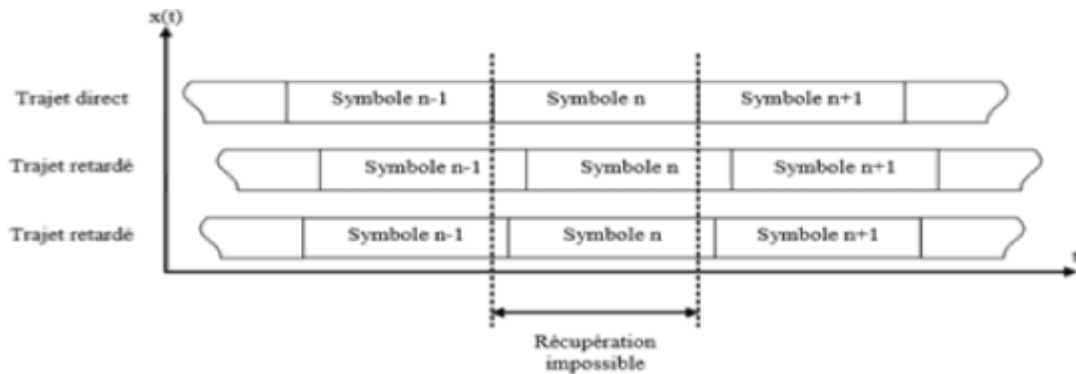 x(t)
Trajet direct
Symbole n-1
Symbole n
Symbole n+1
Trajet retardé
Symbole n-1
Symbole n
Symbole n+1
Trajet retardé
Symbole n-1
Symbole n
Symbole n+1
t
Récupération
impossible